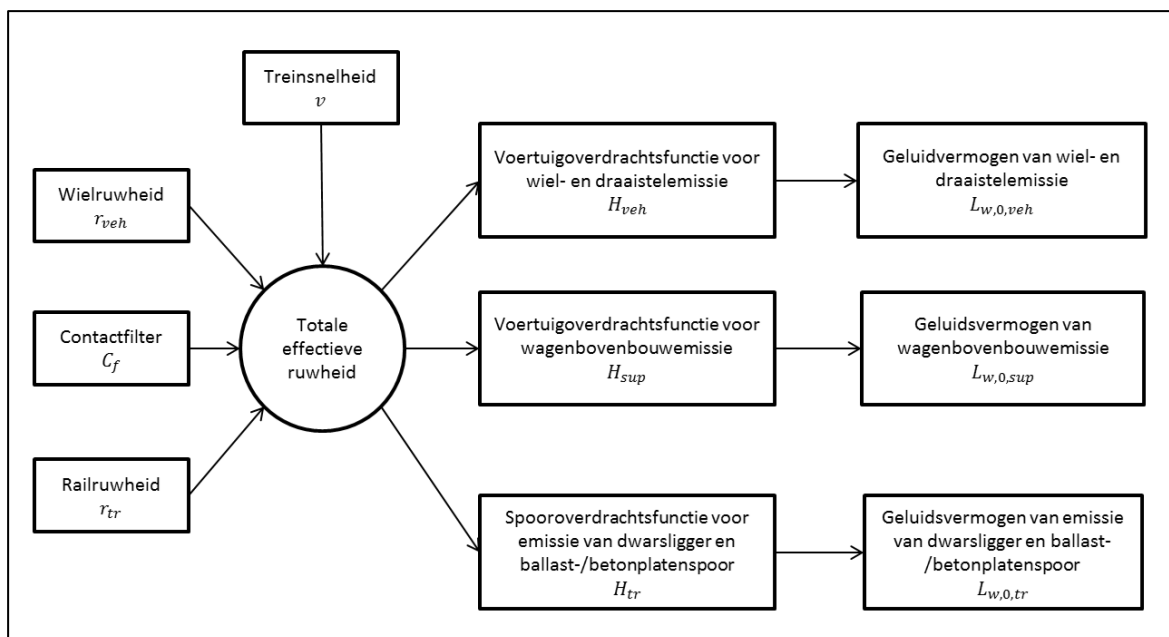 Treinsnelheid
v
Wielruwheid
r_veh
Contactfilter
C_f
Railruwheid
r_tr
Totale
effectieve
ruwheid
Voertuigoverdrachtsfunctie voor
wiel- en draaistelemissie
H_veh
Voertuigoverdrachtsfunctie voor
wagenbovenbouwemissie
H_sup
Spooroverdrachtsfunctie voor
emissie van dwarsligger en
ballast-/betonplatenspoor
H_tr
Geluidvermogen van wiel- en
draaistelemissie
L_w,0,veh
Geluidsvermogen van
wagenbovenbouwemissie
L_w,0,sup
Geluidsvermogen van emissie
van dwarsligger en ballast-
/betonplatenspoor
L_w,0,tr